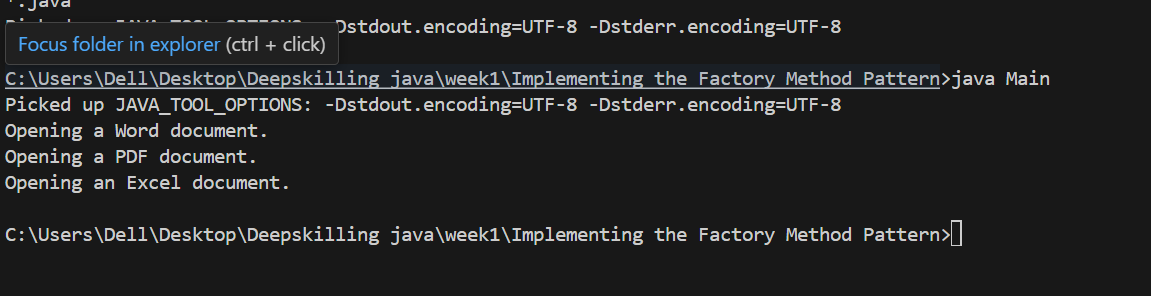 *.java
-Dstdout.encoding=UTF-8 -Dstderr.encoding=UTF-8
Focus folder in explorer (ctrl + click)
C:\Users\Dell\Desktop\Deepskilling java\week1\Implementing the Factory Method Pattern>java Main
Picked up JAVA_TOOL_OPTIONS: -Dstdout.encoding=UTF-8 -Dstderr.encoding=UTF-8
Opening a Word document.
Opening a PDF document.
Opening an Excel document.
C:\Users\Dell\Desktop\Deepskilling java\week1\Implementing the Factory Method Pattern>